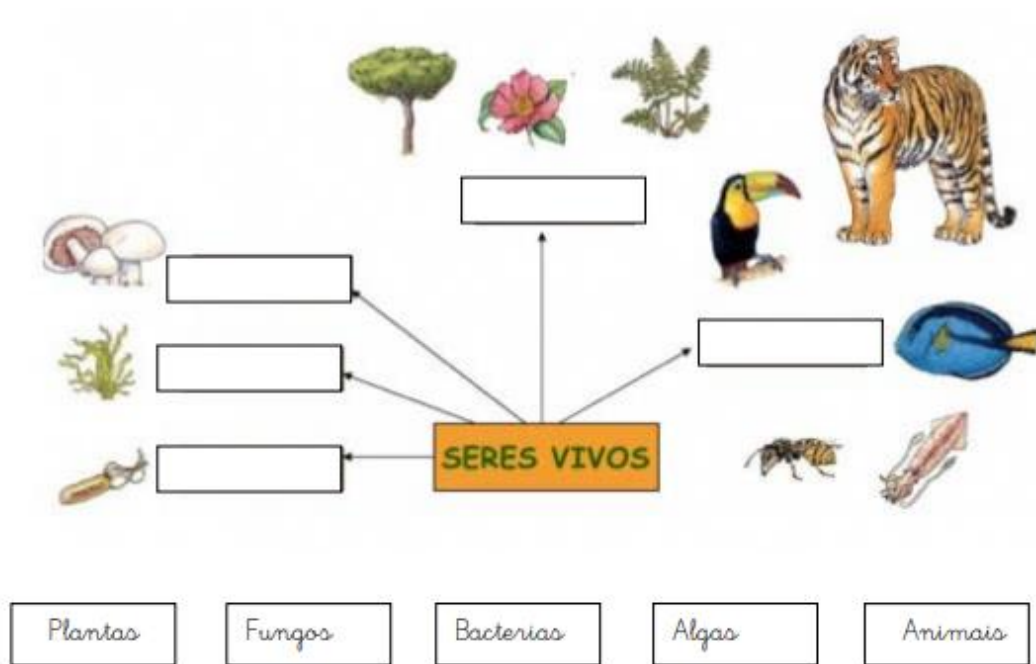 SERES VIVOS
Plantas
Fungos
Bacterias
Algas
Animais